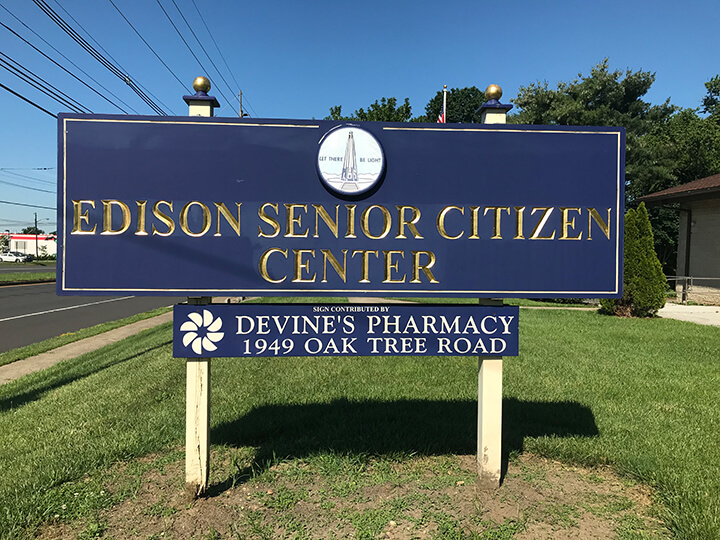 LET THERE BE LIGHT
EDISON SENIOR CITIZEN
CENTER
SIGN CONTRIBUTED BY
DEVINE'S PHARMACY
1949 OAK TREE ROAD